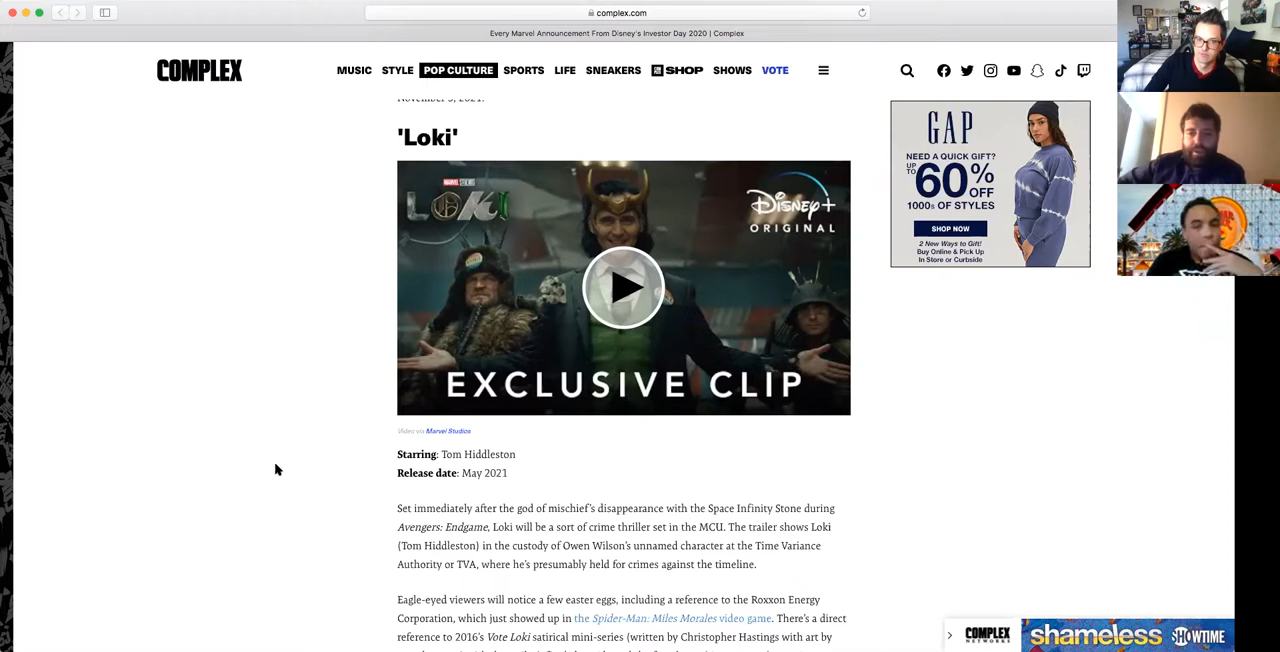 complex.com
Every Marvel Announcement From Disney's Investor Day 2020 | Complex
COMPLEX
MUSIC STYLE POP CULTURE SPORTS LIFE SNEAKERS SHOP SHOWS VOTE
November 5, 2021.
'Loki'
MARVEL STUDIOS
LOKI
Disney+
ORIGINAL
EXCLUSIVE CLIP
GAP
NEED A QUICK GIFT?
UP TO 60% OFF
1000s OF STYLES
SHOP NOW
2 New Ways to Gift!
Buy Online & Pick Up
In Store or Curbside
Video via Marvel Studios
Starring: Tom Hiddleston
Release date: May 2021
Set immediately after the god of mischief's disappearance with the Space Infinity Stone during
Avengers: Endgame, Loki will be a sort of crime thriller set in the MCU. The trailer shows Loki
(Tom Hiddleston) in the custody of Owen Wilson's unnamed character at the Time Variance
Authority or TVA, where he's presumably held for crimes against the timeline.
Eagle-eyed viewers will notice a few easter eggs, including a reference to the Roxxon Energy
Corporation, which just showed up in the Spider-Man: Miles Morales video game. There's a direct
reference to 2016's Vote Loki satirical mini-series (written by Christopher Hastings with art by
COMPLEX
NETWORKS
shameless
SHOWTIME